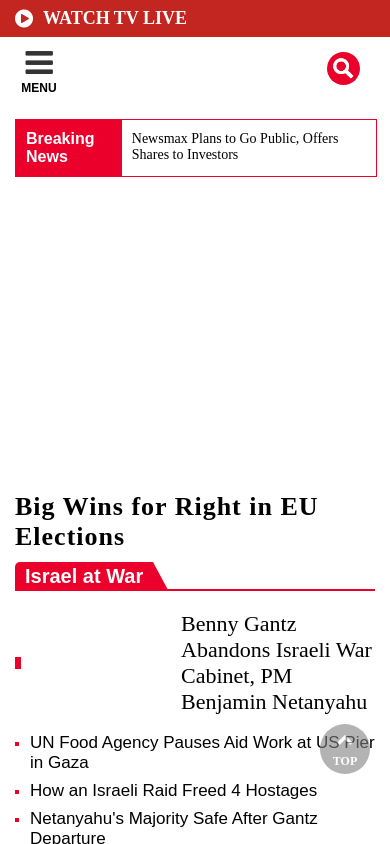 WATCH TV LIVE
MENU
Breaking
News
Newsmax Plans to Go Public, Offers
Shares to Investors
Big Wins for Right in EU
Elections
Israel at War
Benny Gantz
Abandons Israeli War
Cabinet, PM
Benjamin Netanyahu
UN Food Agency Pauses Aid Work at US Pier
in Gaza
TOP
How an Israeli Raid Freed 4 Hostages
Netanyahu's Majority Safe After Gantz
Departure